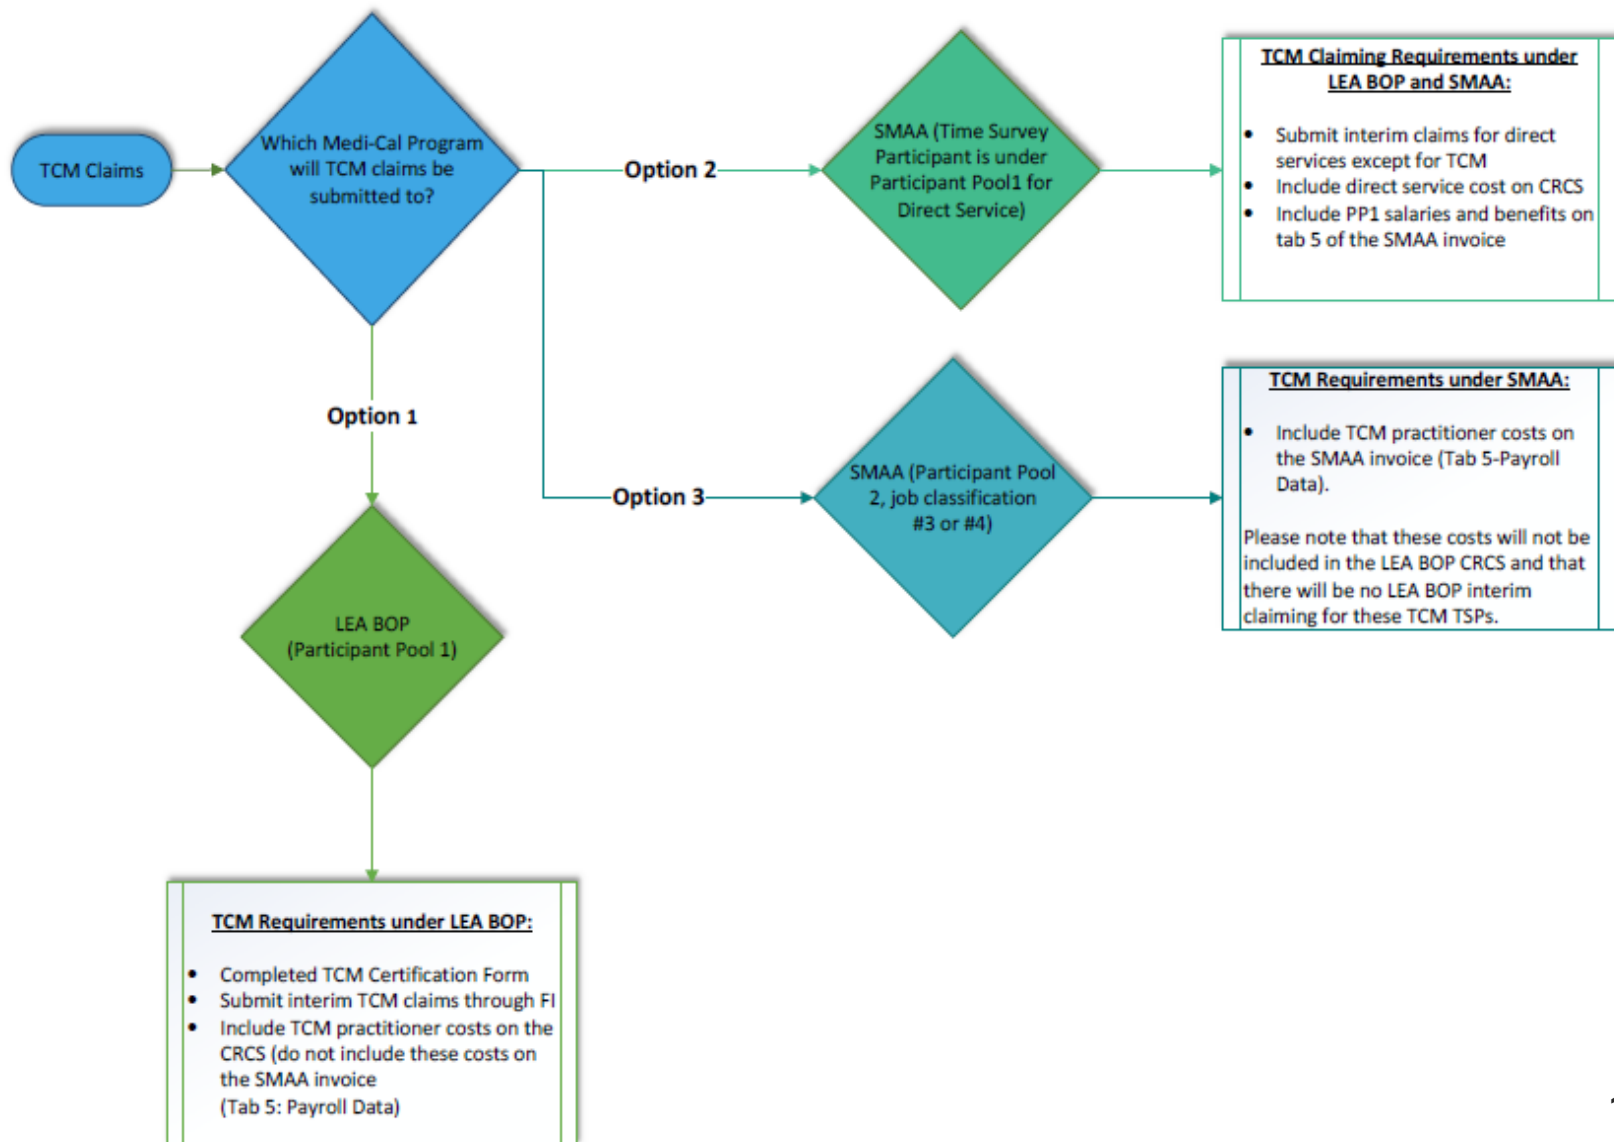 TCM Claims
Which Medi-Cal Program
will TCM claims be
submitted to?
Option 2
SMAA (Time Survey
Participant is under
Participant Pool1 for
Direct Service)
TCM Claiming Requirements under
LEA BOP and SMAA:
• Submit interim claims for direct
services except for TCM
• Include direct service cost on CRCS
• Include PP1 salaries and benefits on
tab 5 of the SMAA invoice
Option 3
SMAA (Participant Pool
2, job classification
#3 or #4)
TCM Requirements under SMAA:
• Include TCM practitioner costs on
the SMAA invoice (Tab 5-Payroll
Data).
Please note that these costs will not be
included in the LEA BOP CRCS and that
there will be no LEA BOP interim
claiming for these TCM TSPs.
Option 1
LEA BOP
(Participant Pool 1)
TCM Requirements under LEA BOP:
• Completed TCM Certification Form
• Submit interim TCM claims through FI
• Include TCM practitioner costs on the
CRCS (do not include these costs on
the SMAA invoice
(Tab 5: Payroll Data)